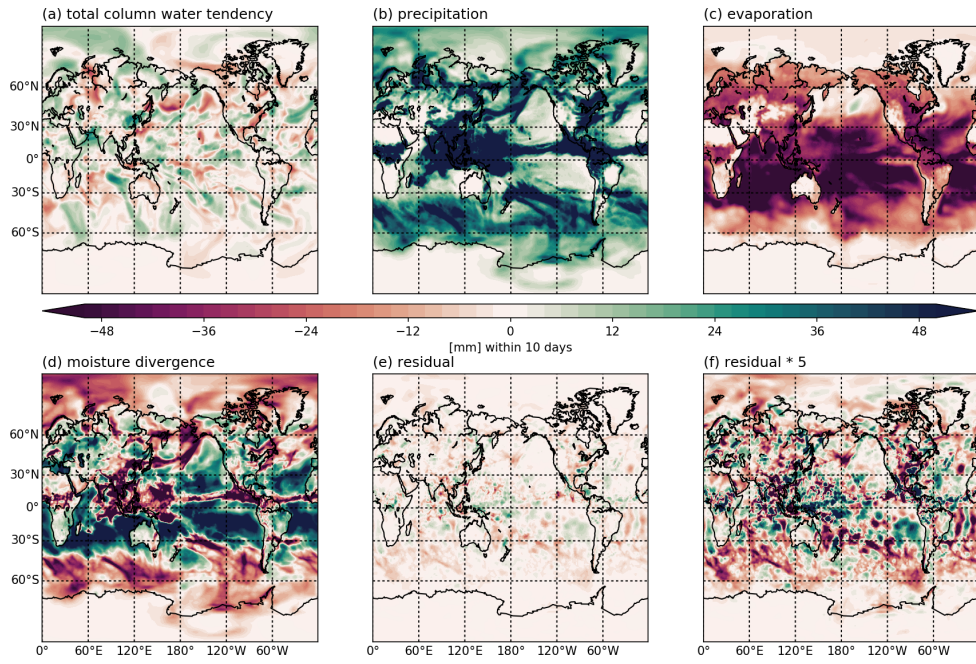 (a) total column water tendency
(b) precipitation
(c) evaporation
60°N
30°N
0°
30°S
60°S
−48 −36 −24 −12 0 12 24 36 48
[mm] within 10 days
(d) moisture divergence
(e) residual
(f) residual * 5
60°N
30°N
0°
30°S
60°S
0° 60°E 120°E 180° 120°W 60°W
0° 60°E 120°E 180° 120°W 60°W
0° 60°E 120°E 180° 120°W 60°W